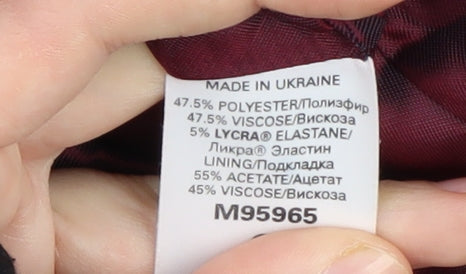 MADE IN UKRAINE
47.5% POLYESTER/Полиэфир
47.5% VISCOSE/Вискоза
5% LYCRA® ELASTANE/
Ликра® Эластин
LINING/Подкладка
55% ACETATE/Ацетат
45% VISCOSE/Вискоза
M95965